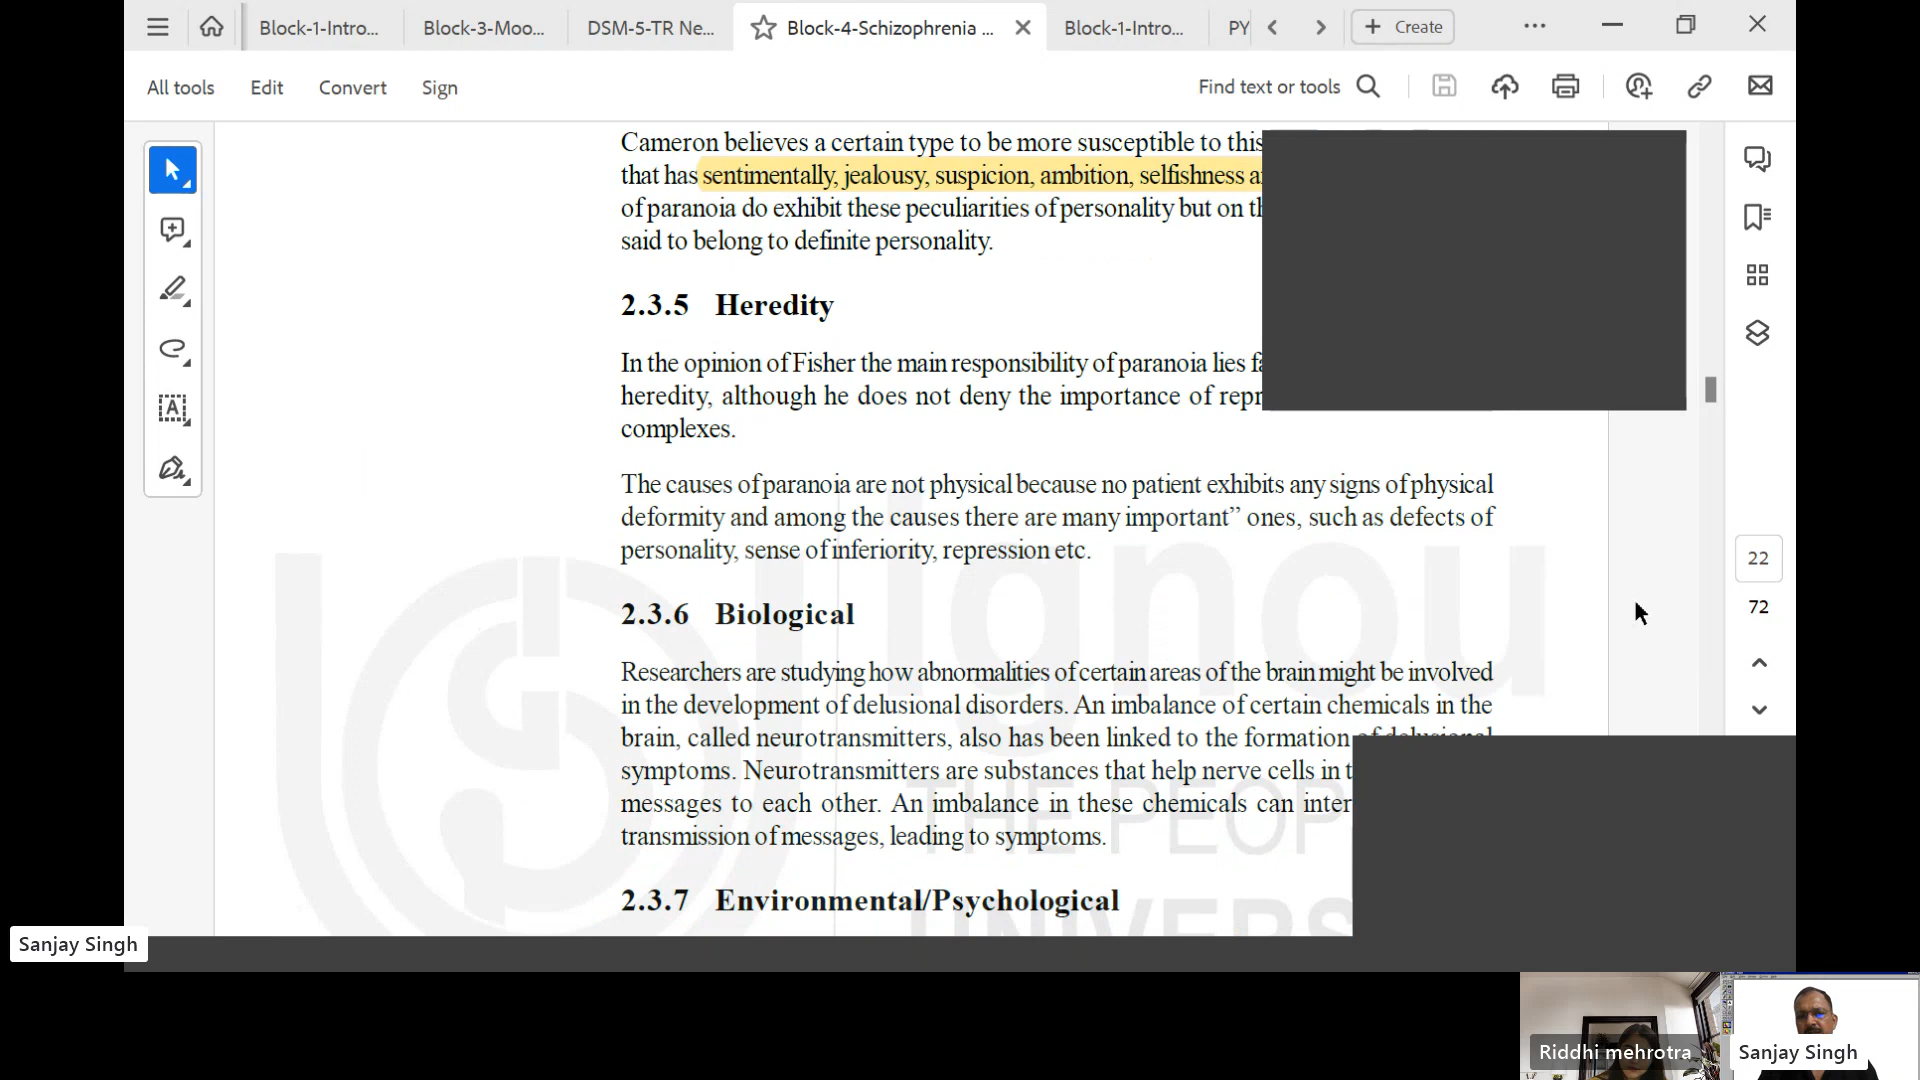 Block-1-Intro...
Block-3-Moo...
DSM-5-TR Ne...
Block-4-Schizophrenia ...
Block-1-Intro...
PY
Create
All tools
Edit
Convert
Sign
Find text or tools
Cameron believes a certain type to be more susceptible to this
that has sentimentally, jealousy, suspicion, ambition, selfishness
of paranoia do exhibit these peculiarities of personality but on
said to belong to definite personality.
2.3.5 Heredity
In the opinion of Fisher the main responsibility of paranoia lies
heredity, although he does not deny the importance of
complexes.
The causes of paranoia are not physical because no patient exhibits any signs of physical
deformity and among the causes there are many important” ones, such as defects of
personality, sense of inferiority, repression etc.
2.3.6 Biological
Researchers are studying how abnormalities of certain areas of the brain might be involved
in the development of delusional disorders. An imbalance of certain chemicals in the
brain, called neurotransmitters, also has been linked to the formation of delusional
symptoms. Neurotransmitters are substances that help nerve cells in
messages to each other. An imbalance in these chemicals can
transmission of messages, leading to symptoms.
2.3.7 Environmental/Psychological
ignou
THE PEOP
UNIVERS
22
72
Sanjay Singh
Riddhi mehrotra
Sanjay Singh